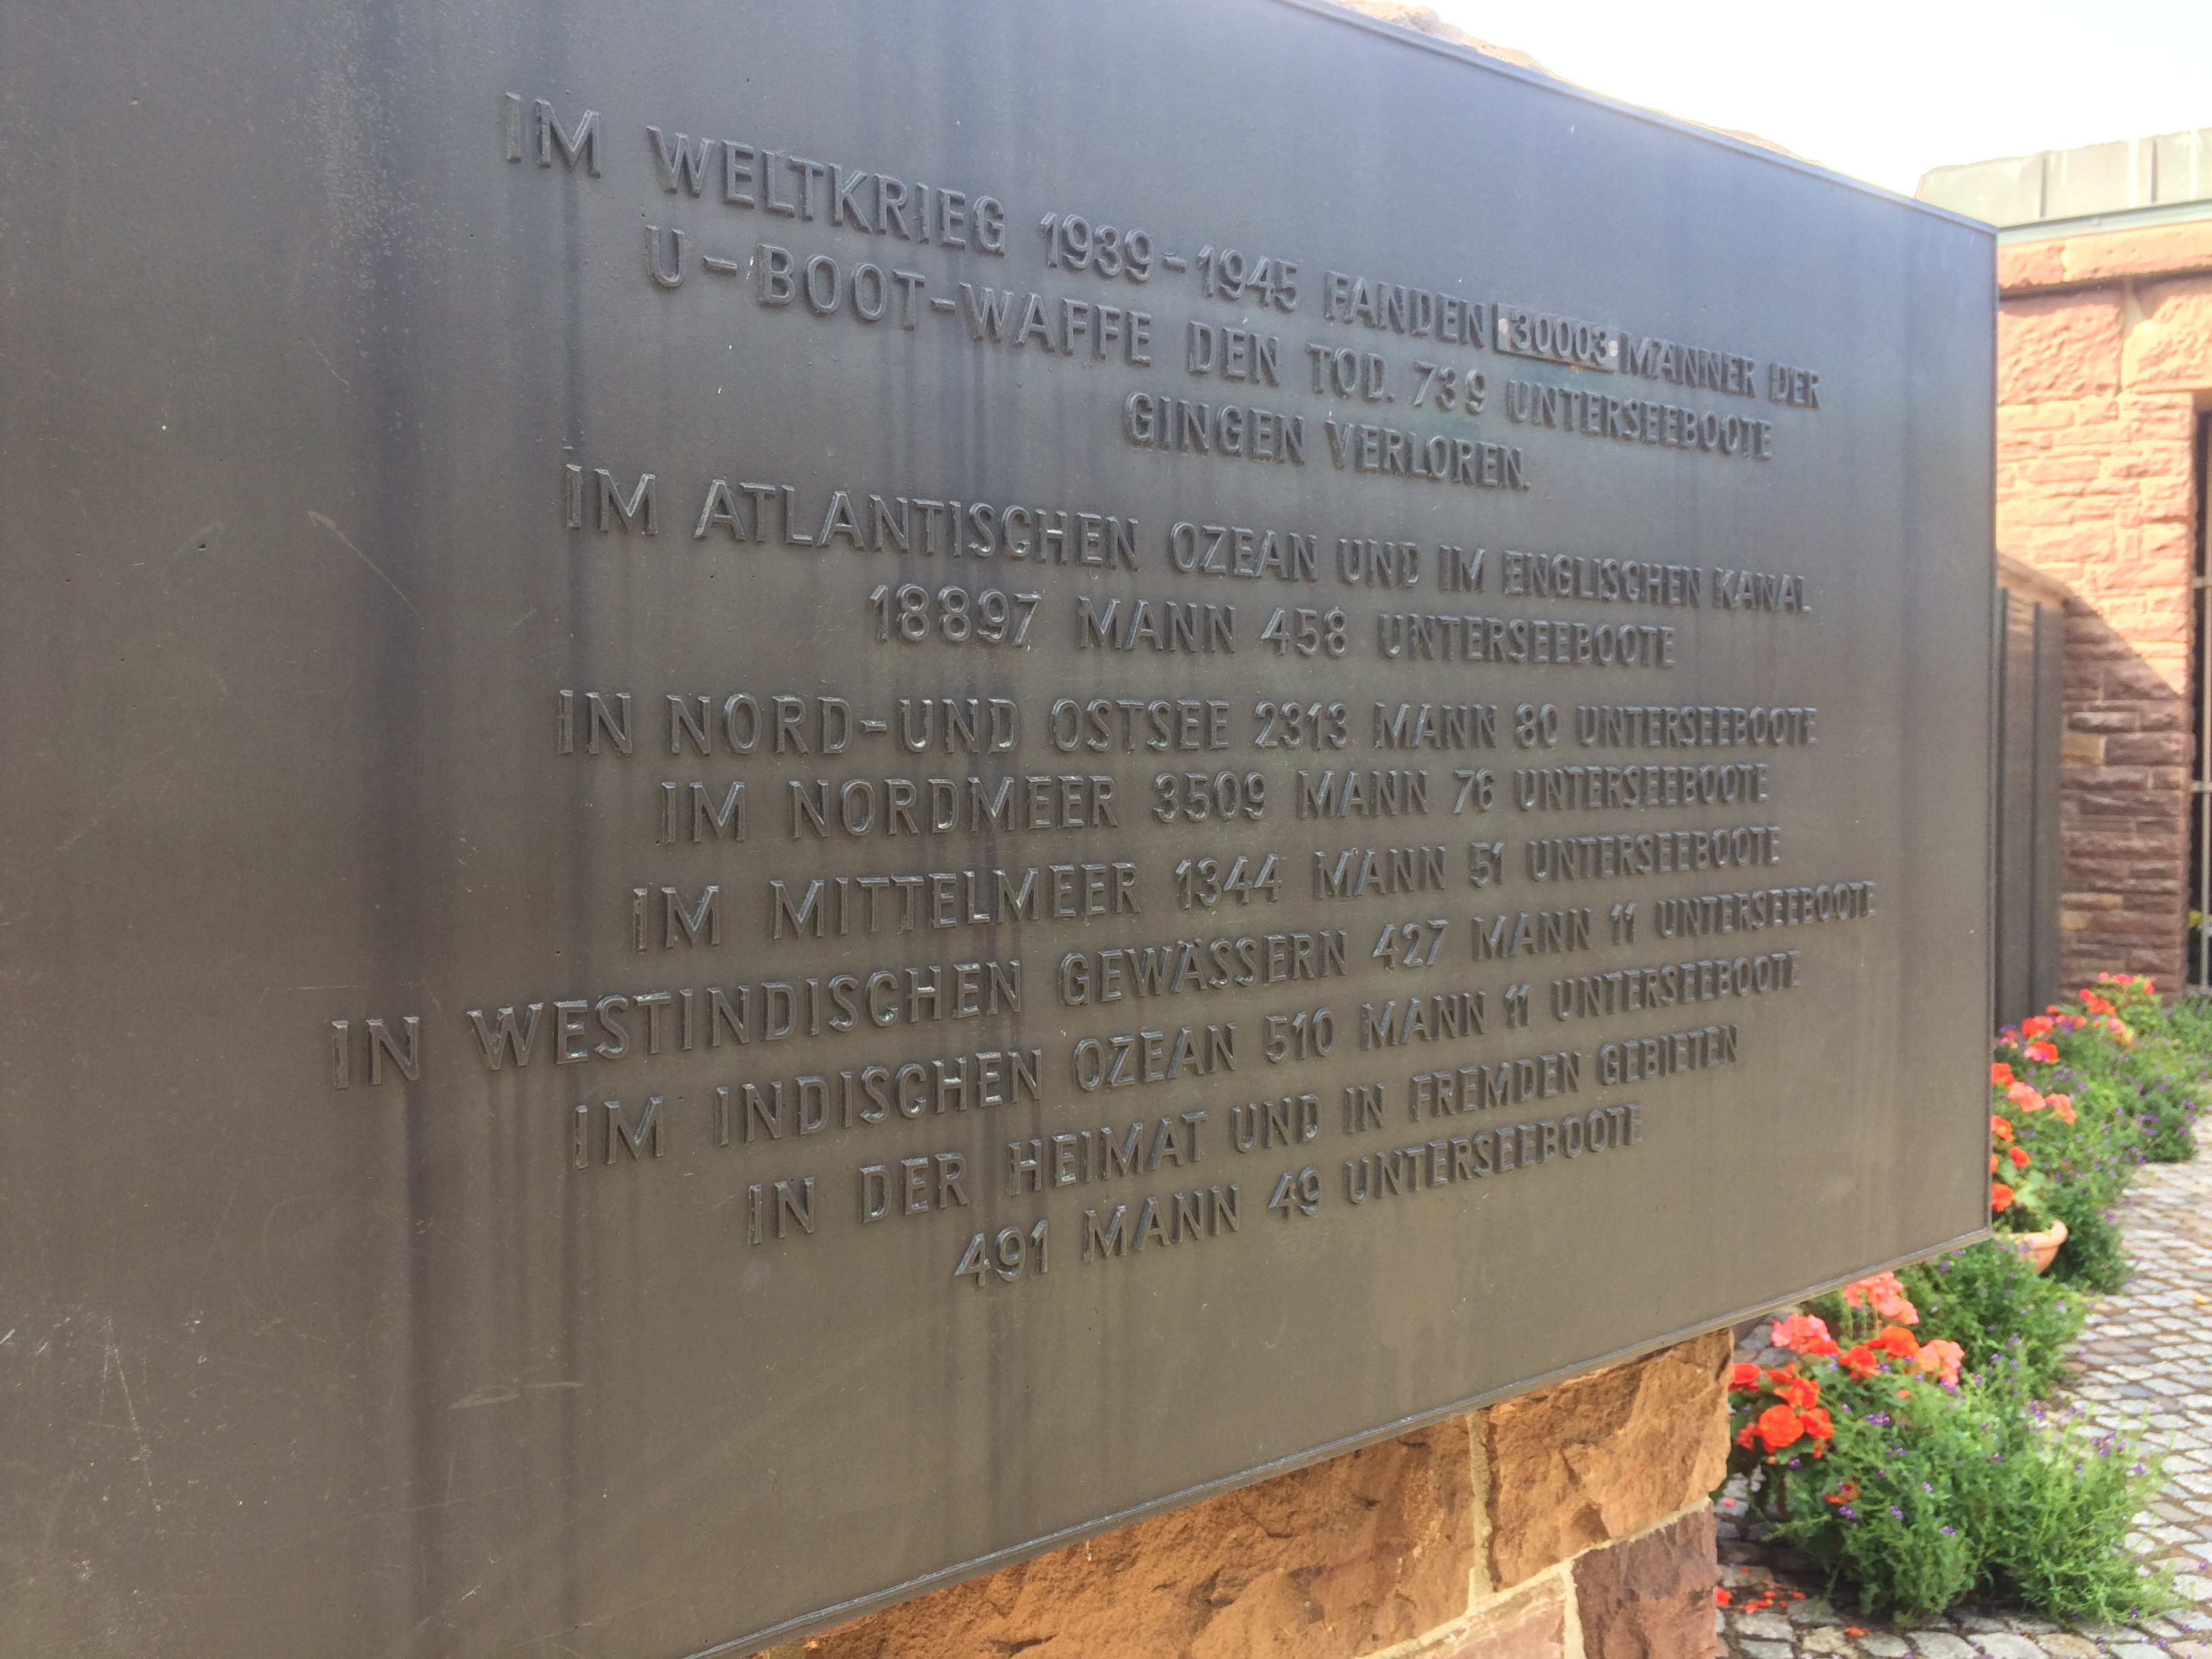 IM WELTKRIEG 1939-1945 FANDEN 30003 MÄNNER DER
U-BOOT-WAFFE DEN TOD. 739 UNTERSEEBOOTE
GINGEN VERLOREN.
IM ATLANTISCHEN OZEAN UND IM ENGLISCHEN KANAL
18897 MANN 458 UNTERSEEBOOTE
IN NORD-UND OSTSEE 2313 MANN 80 UNTERSEEBOOTE
IM NORDMEER 3509 MANN 76 UNTERSEEBOOTE
IM MITTELMEER 1344 MANN 51 UNTERSEEBOOTE
IN WESTINDISCHEN GEWÄSSERN 427 MANN 11 UNTERSEEBOOTE
IM INDISCHEN OZEAN 510 MANN 11 UNTERSEEBOOTE
IN DER HEIMAT UND IN FREMDEN GEBIETEN
491 MANN 49 UNTERSEEBOOTE